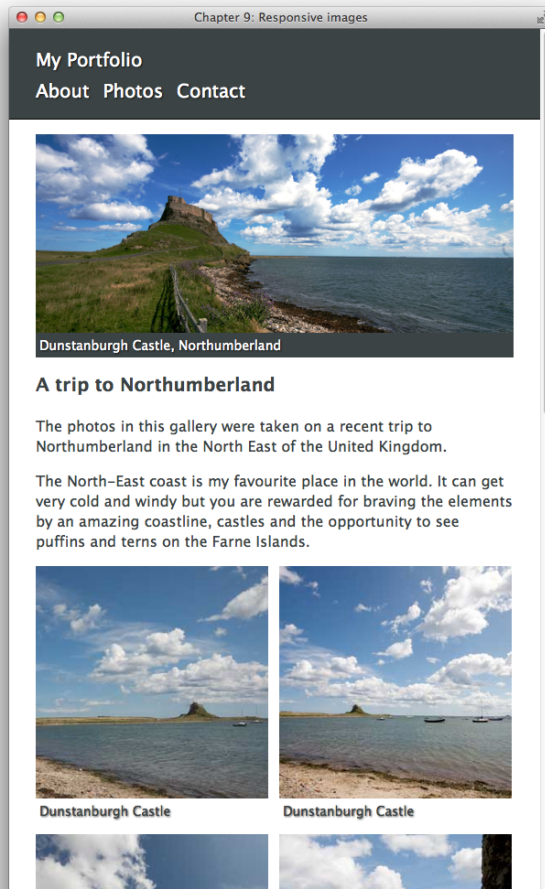 Chapter 9: Responsive images
My Portfolio
About Photos Contact
Dunstanburgh Castle, Northumberland
A trip to Northumberland
The photos in this gallery were taken on a recent trip to
Northumberland in the North East of the United Kingdom.
The North-East coast is my favourite place in the world. It can get
very cold and windy but you are rewarded for braving the elements
by an amazing coastline, castles and the opportunity to see
puffins and terns on the Farne Islands.
Dunstanburgh Castle
Dunstanburgh Castle